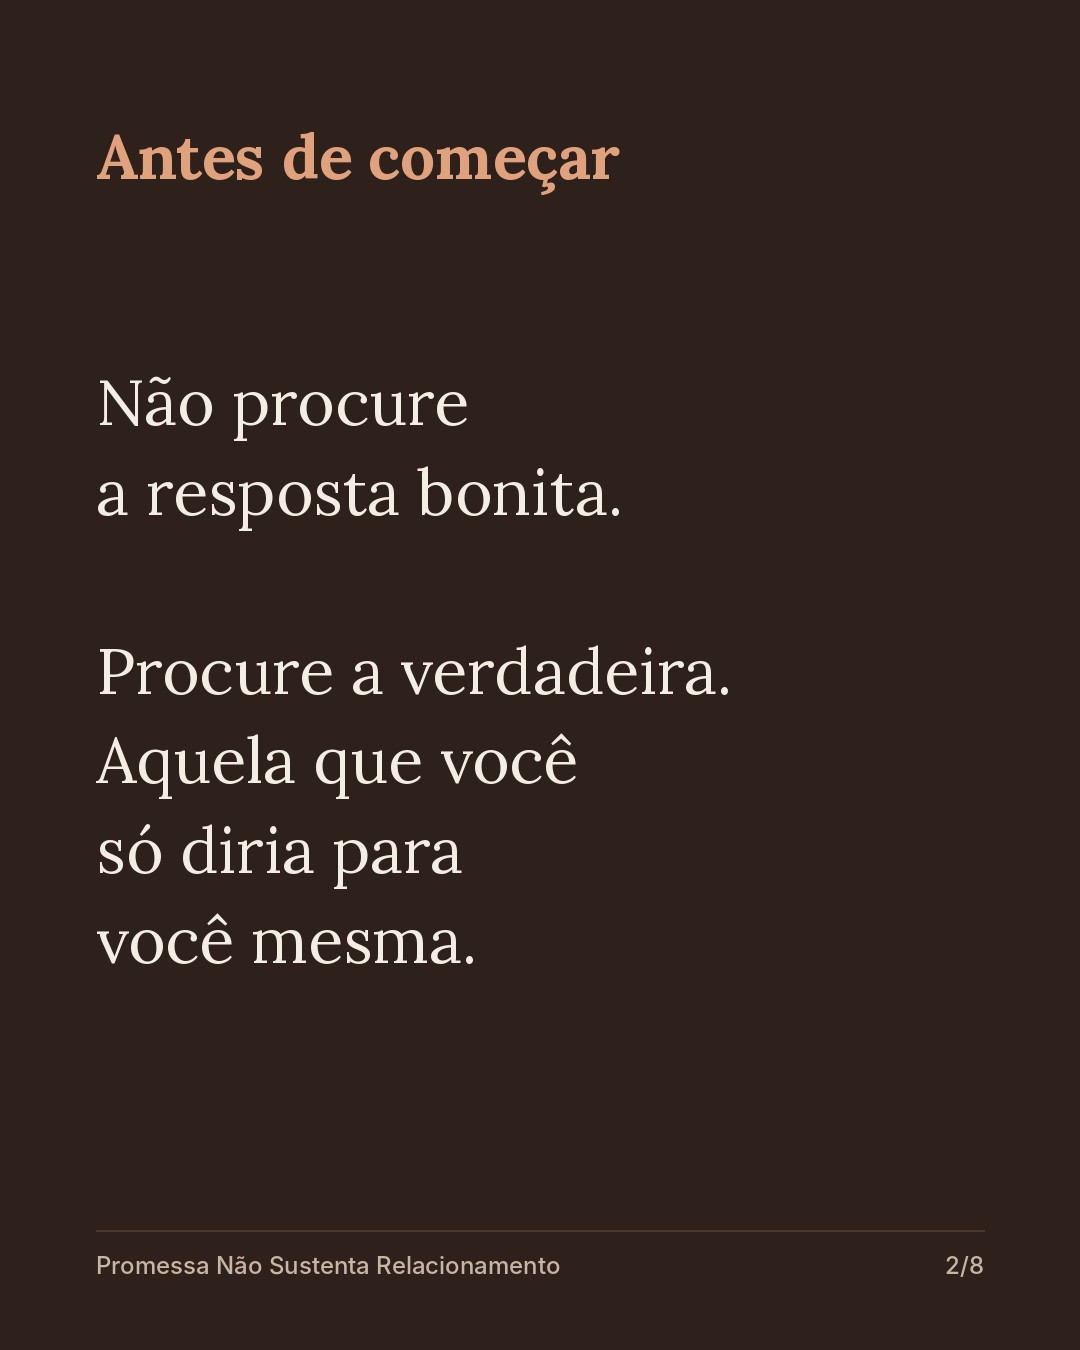 Antes de começar
Não procure
a resposta bonita.
Procure a verdadeira.
Aquela que você
só diria para
você mesma.
Promessa Não Sustenta Relacionamento
2/8